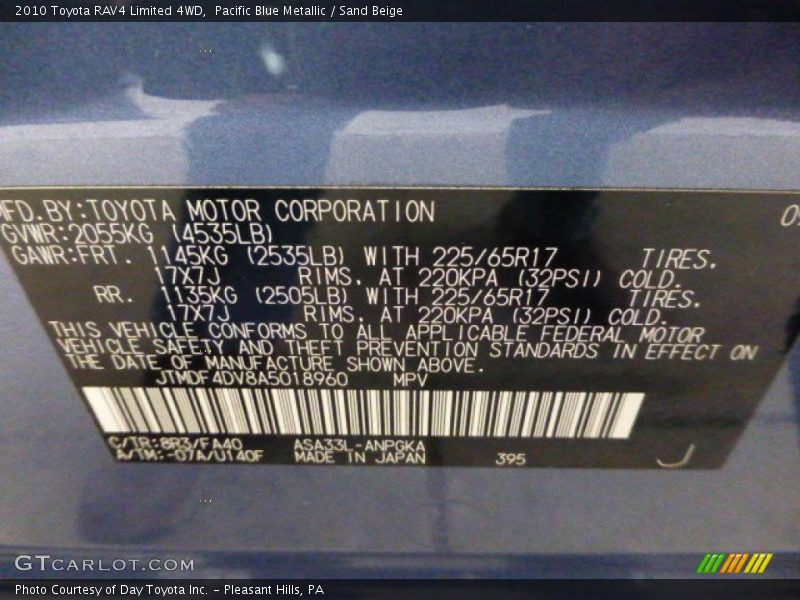 2010 Toyota RAV4 Limited 4WD, Pacific Blue Metallic / Sand Beige
MFD.BY:TOYOTA MOTOR CORPORATION
GVWR:2055KG (4535LB)
GAWR:FRT. 1145KG (2535LB) WITH 225/65R17 TIRES.
17X7J RIMS. AT 220KPA (32PSI) COLD.
RR. 1135KG (2505LB) WITH 225/65R17 TIRES.
17X7J RIMS. AT 220KPA (32PSI) COLD.
THIS VEHICLE CONFORMS TO ALL APPLICABLE FEDERAL MOTOR
VEHICLE SAFETY AND THEFT PREVENTION STANDARDS IN EFFECT ON
THE DATE OF MANUFACTURE SHOWN ABOVE.
JTMDF4DV8A5018960 MPV
C/TR:8R3/FA40 ASA33L-ANPGKA
A/TM:-07A/U140F MADE IN JAPAN 395 J
GTCARLOT.COM
Photo Courtesy of Day Toyota Inc. - Pleasant Hills, PA